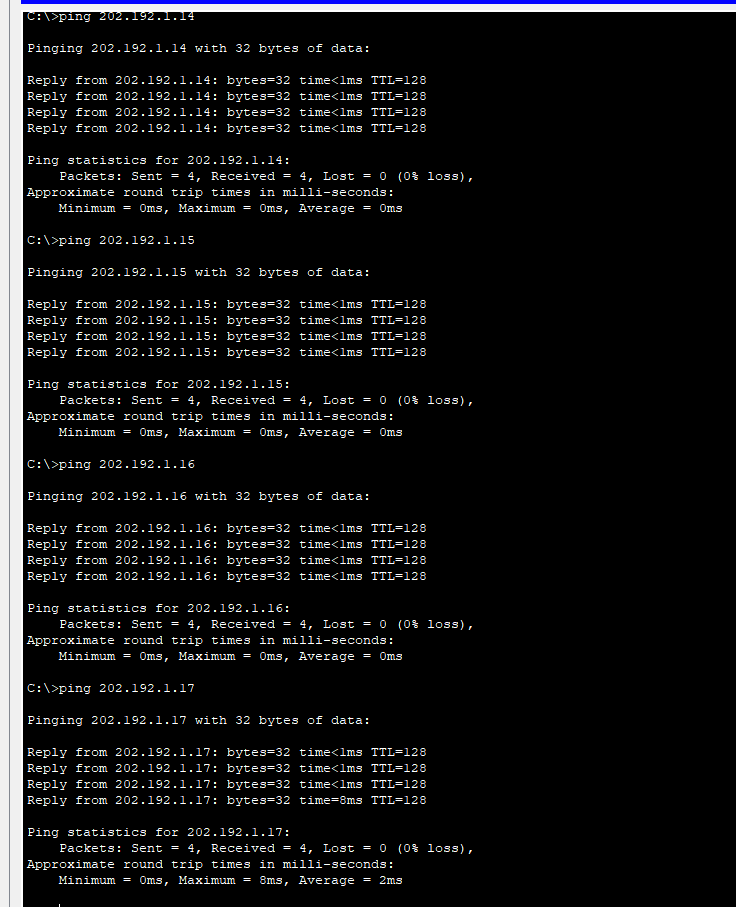 C:\>ping 202.192.1.14
Pinging 202.192.1.14 with 32 bytes of data:
Reply from 202.192.1.14: bytes=32 time<1ms TTL=128
Reply from 202.192.1.14: bytes=32 time<1ms TTL=128
Reply from 202.192.1.14: bytes=32 time<1ms TTL=128
Reply from 202.192.1.14: bytes=32 time<1ms TTL=128
Ping statistics for 202.192.1.14:
Packets: Sent = 4, Received = 4, Lost = 0 (0% loss),
Approximate round trip times in milli-seconds:
Minimum = 0ms, Maximum = 0ms, Average = 0ms
C:\>ping 202.192.1.15
Pinging 202.192.1.15 with 32 bytes of data:
Reply from 202.192.1.15: bytes=32 time<1ms TTL=128
Reply from 202.192.1.15: bytes=32 time<1ms TTL=128
Reply from 202.192.1.15: bytes=32 time<1ms TTL=128
Reply from 202.192.1.15: bytes=32 time<1ms TTL=128
Ping statistics for 202.192.1.15:
Packets: Sent = 4, Received = 4, Lost = 0 (0% loss),
Approximate round trip times in milli-seconds:
Minimum = 0ms, Maximum = 0ms, Average = 0ms
C:\>ping 202.192.1.16
Pinging 202.192.1.16 with 32 bytes of data:
Reply from 202.192.1.16: bytes=32 time<1ms TTL=128
Reply from 202.192.1.16: bytes=32 time<1ms TTL=128
Reply from 202.192.1.16: bytes=32 time<1ms TTL=128
Reply from 202.192.1.16: bytes=32 time<1ms TTL=128
Ping statistics for 202.192.1.16:
Packets: Sent = 4, Received = 4, Lost = 0 (0% loss),
Approximate round trip times in milli-seconds:
Minimum = 0ms, Maximum = 0ms, Average = 0ms
C:\>ping 202.192.1.17
Pinging 202.192.1.17 with 32 bytes of data:
Reply from 202.192.1.17: bytes=32 time<1ms TTL=128
Reply from 202.192.1.17: bytes=32 time<1ms TTL=128
Reply from 202.192.1.17: bytes=32 time<1ms TTL=128
Reply from 202.192.1.17: bytes=32 time=8ms TTL=128
Ping statistics for 202.192.1.17:
Packets: Sent = 4, Received = 4, Lost = 0 (0% loss),
Approximate round trip times in milli-seconds:
Minimum = 0ms, Maximum = 8ms, Average = 2ms